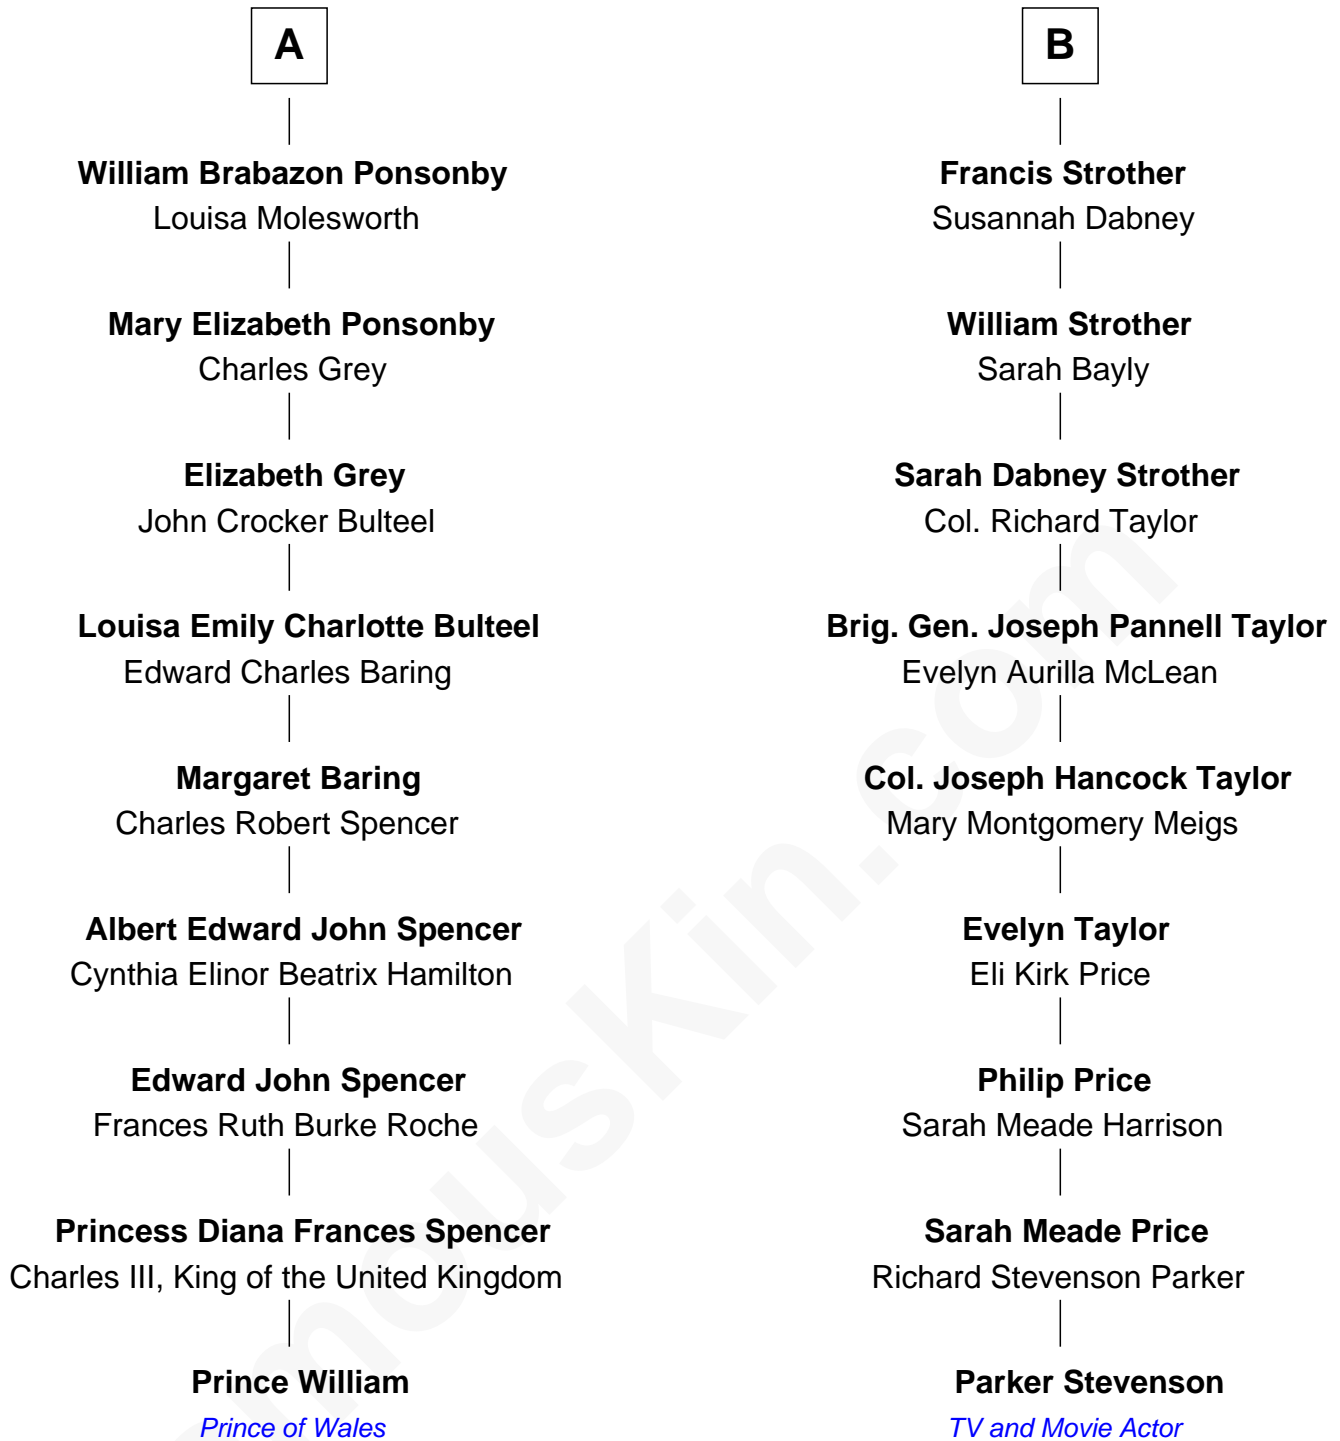 A
William Brabazon Ponsonby
Louisa Molesworth
Mary Elizabeth Ponsonby
Charles Grey
Elizabeth Grey
John Crocker Bulteel
Louisa Emily Charlotte Bulteel
Edward Charles Baring
Margaret Baring
Charles Robert Spencer
Albert Edward John Spencer
Cynthia Elinor Beatrix Hamilton
Edward John Spencer
Frances Ruth Burke Roche
Princess Diana Frances Spencer
Charles III, King of the United Kingdom
Prince William
Prince of Wales
B
Francis Strother
Susannah Dabney
William Strother
Sarah Bayly
Sarah Dabney Strother
Col. Richard Taylor
Brig. Gen. Joseph Pannell Taylor
Evelyn Aurilla McLean
Col. Joseph Hancock Taylor
Mary Montgomery Meigs
Evelyn Taylor
Eli Kirk Price
Philip Price
Sarah Meade Harrison
Sarah Meade Price
Richard Stevenson Parker
Parker Stevenson
TV and Movie Actor
mousKin.com